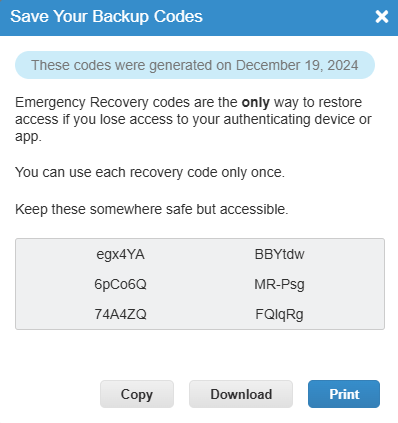 Save Your Backup Codes
These codes were generated on December 19, 2024
Emergency Recovery codes are the only way to restore
access if you lose access to your authenticating device or
app.
You can use each recovery code only once.
Keep these somewhere safe but accessible.
egx4YA BBYtdw
6pCo6Q MR-Psg
74A4ZQ FQlqRg
Copy Download Print